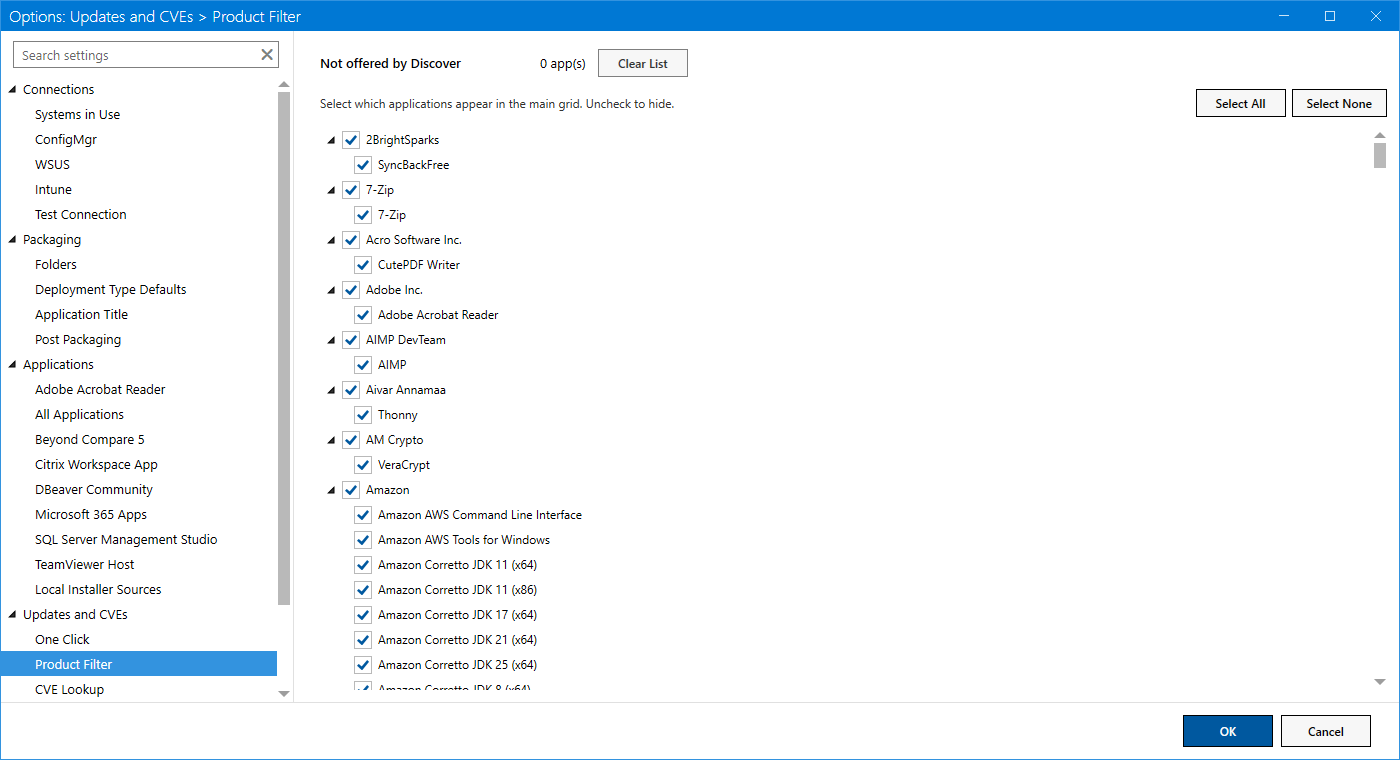 Options: Updates and CVEs > Product Filter
Search settings
Connections
Systems in Use
ConfigMgr
WSUS
Intune
Test Connection
Packaging
Folders
Deployment Type Defaults
Application Title
Post Packaging
Applications
Adobe Acrobat Reader
All Applications
Beyond Compare 5
Citrix Workspace App
DBeaver Community
Microsoft 365 Apps
SQL Server Management Studio
TeamViewer Host
Local Installer Sources
Updates and CVEs
One Click
Product Filter
CVE Lookup
Not offered by Discover 0 app(s) Clear List
Select which applications appear in the main grid. Uncheck to hide.
Select All Select None
2BrightSparks
SyncBackFree
7-Zip
7-Zip
Acro Software Inc.
CutePDF Writer
Adobe Inc.
Adobe Acrobat Reader
AIMP DevTeam
AIMP
Aivar Annamaa
Thonny
AM Crypto
VeraCrypt
Amazon
Amazon AWS Command Line Interface
Amazon AWS Tools for Windows
Amazon Corretto JDK 11 (x64)
Amazon Corretto JDK 11 (x86)
Amazon Corretto JDK 17 (x64)
Amazon Corretto JDK 21 (x64)
Amazon Corretto JDK 25 (x64)
Amazon Corretto JDK 8 (x64)
OK Cancel